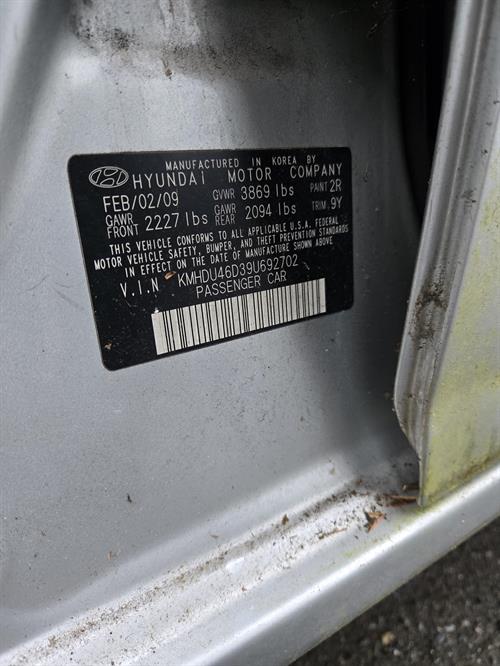 MANUFACTURED IN KOREA BY
HYUNDAI MOTOR COMPANY
FEB/02/09 GVWR 3869 lbs PAINT 2R
GAWR FRONT 2227 lbs GAWR REAR 2094 lbs TRIM 9Y
THIS VEHICLE CONFORMS TO ALL APPLICABLE U.S.A. FEDERAL
MOTOR VEHICLE SAFETY, BUMPER, AND THEFT PREVENTION STANDARDS
IN EFFECT ON THE DATE OF MANUFACTURE SHOWN ABOVE.
V.I.N KMHDU46D39U692702
PASSENGER CAR